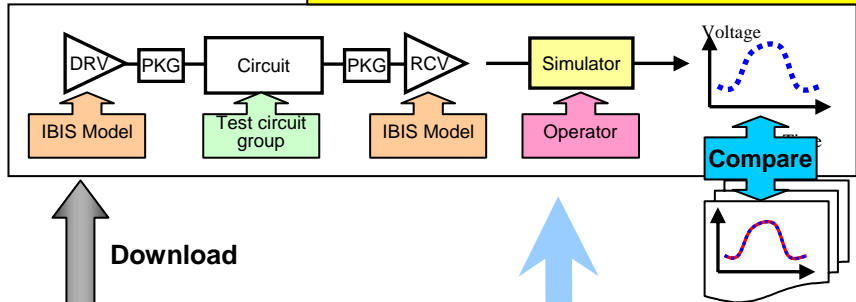 Voltage
DRV
PKG
Circuit
PKG
RCV
Simulator
IBIS Model
Test circuit
group
IBIS Model
Operator
Compare
Download